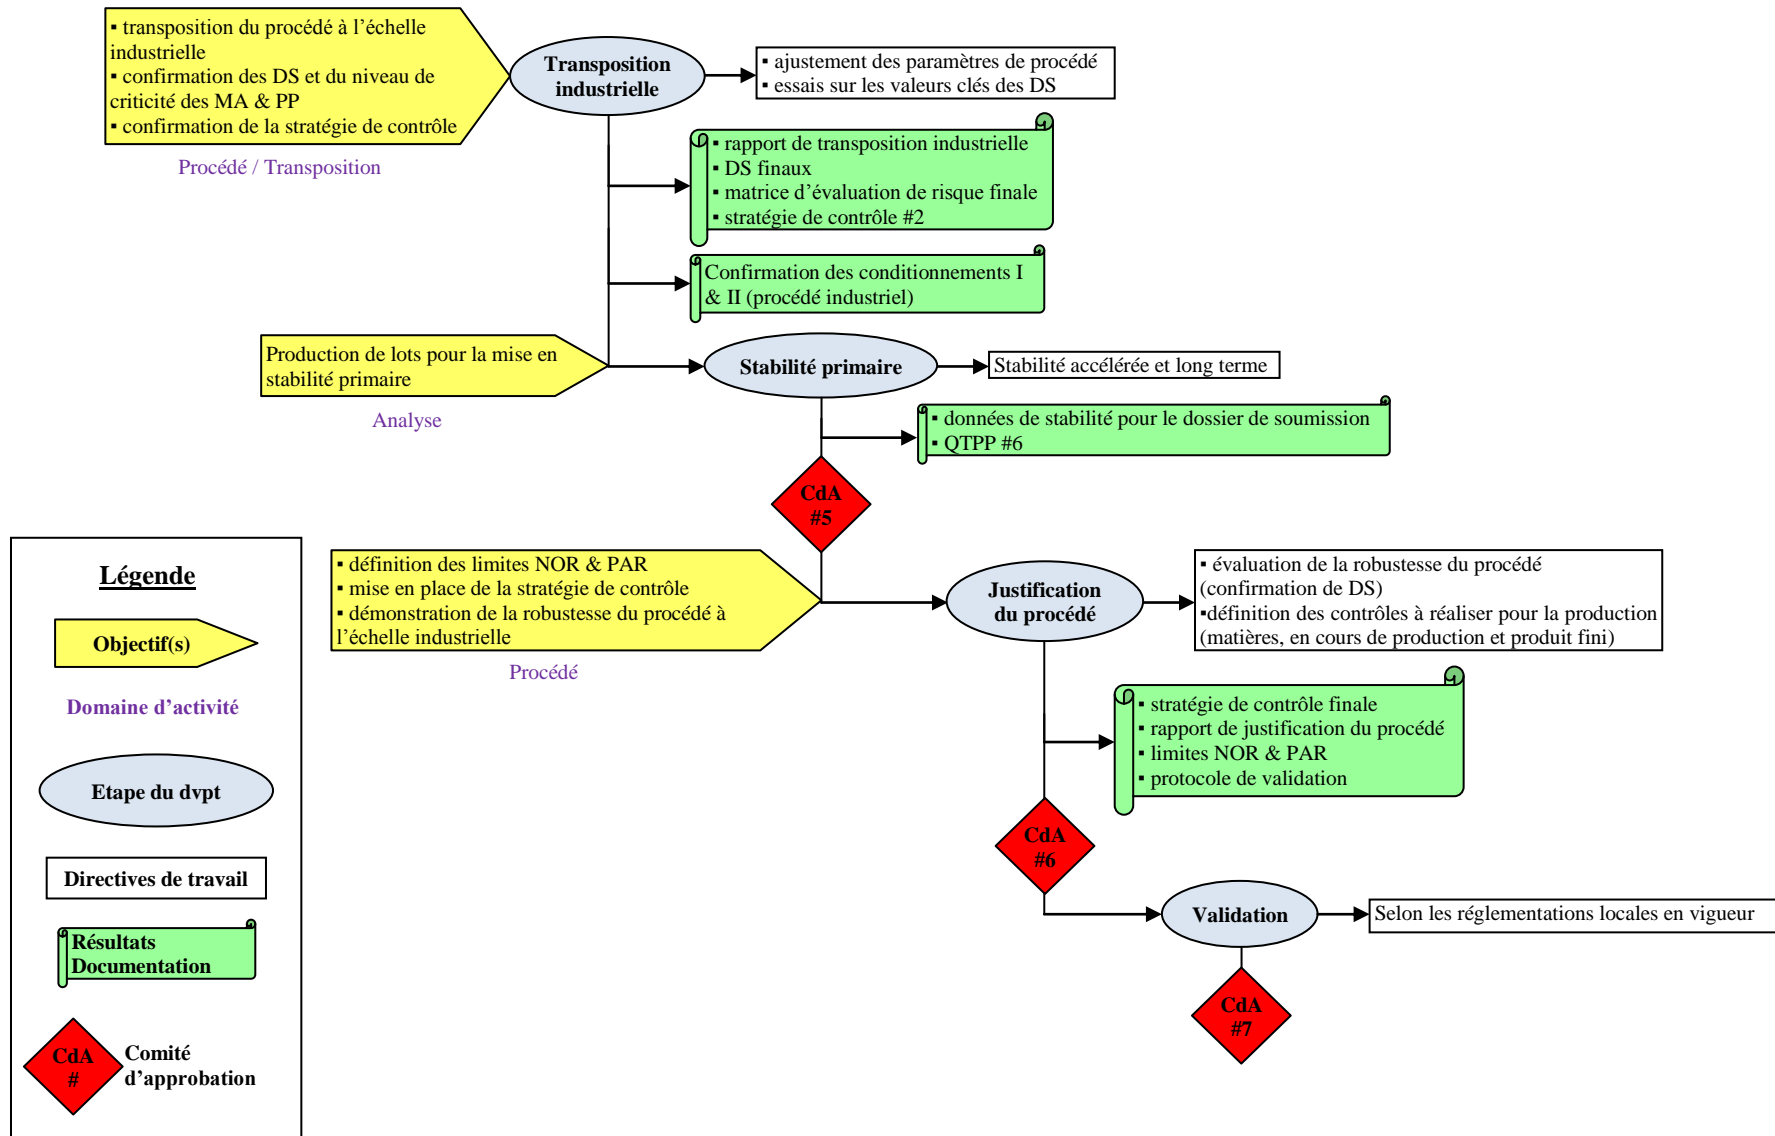 ▪ transposition du procédé à l'échelle
industrielle
▪ confirmation des DS et du niveau de
criticité des MA & PP
▪ confirmation de la stratégie de contrôle
Procédé / Transposition
Transposition
industrielle
▪ ajustement des paramètres de procédé
▪ essais sur les valeurs clés des DS
▪ rapport de transposition industrielle
▪ DS finaux
▪ matrice d'évaluation de risque finale
▪ stratégie de contrôle #2
Confirmation des conditionnements I
& II (procédé industriel)
Production de lots pour la mise en
stabilité primaire
Analyse
Stabilité primaire
Stabilité accélérée et long terme
▪ données de stabilité pour le dossier de soumission
▪ QTPP #6
CdA
#5
▪ définition des limites NOR & PAR
▪ mise en place de la stratégie de contrôle
▪ démonstration de la robustesse du procédé à
l'échelle industrielle
Procédé
Justification
du procédé
▪ évaluation de la robustesse du procédé
(confirmation de DS)
▪définition des contrôles à réaliser pour la production
(matières, en cours de production et produit fini)
▪ stratégie de contrôle finale
▪ rapport de justification du procédé
▪ limites NOR & PAR
▪ protocole de validation
CdA
#6
Validation
Selon les réglementations locales en vigueur
CdA
#7
Légende
Objectif(s)
Domaine d'activité
Etape du dvpt
Directives de travail
Résultats
Documentation
CdA
#
Comité
d'approbation